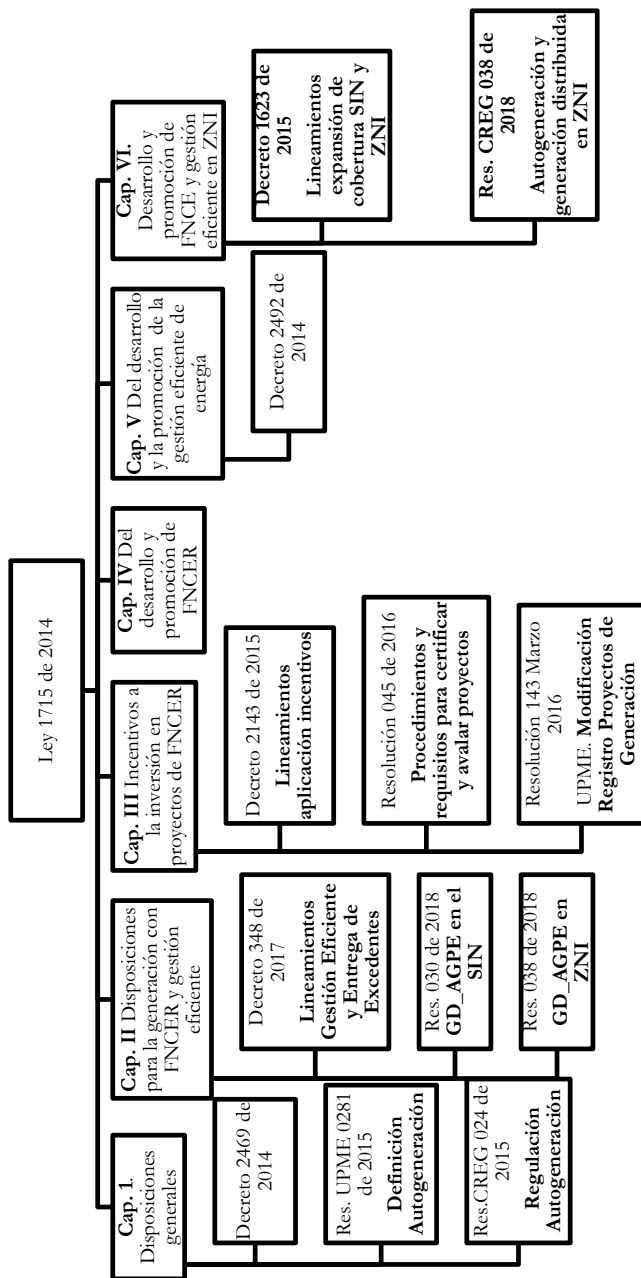 Ley 1715 de 2014
Cap. 1.
Disposiciones
generales
Decreto 2469 de
2014
Res. UPME 0281
de 2015
Definición
Autogeneración
Res.CREG 024 de
2015
Regulación
Autogeneración
Cap. II Disposiciones
para la generación con
FNCER y gestión
eficiente
Decreto 348 de
2017
Lineamientos
Gestión Eficiente
y Entrega de
Excedentes
Res. 030 de 2018
GD_AGPE en el
SIN
Res. 038 de 2018
GD_AGPE en
ZNI
Cap. III Incentivos a
la inversión en
proyectos de FNCER
Decreto 2143 de 2015
Lineamientos
aplicación incentivos
Resolución 045 de 2016
Procedimientos y
requisitos para certificar
y avalar proyectos
Resolución 143 Marzo
2016
UPME. Modificación
Registro Proyectos de
Generación
Cap. IV Del
desarrollo y
promoción de
FNCER
Cap. V Del desarrollo
y la promoción de la
gestión eficiente de
energía
Decreto 2492 de
2014
Cap. VI.
Desarrollo y
promoción de
FNCE y gestión
eficiente en ZNI
Decreto 1623 de
2015
Lineamientos
expansión de
cobertura SIN y
ZNI
Res. CREG 038 de
2018
Autogeneración y
generación distribuida
en ZNI